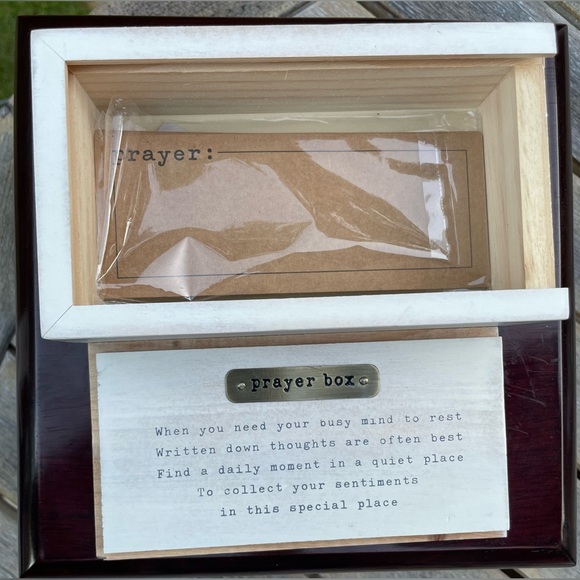 prayer:
prayer box
When you need your busy mind to rest
Written down thoughts are often best
Find a daily moment in a quiet place
To collect your sentiments
in this special place